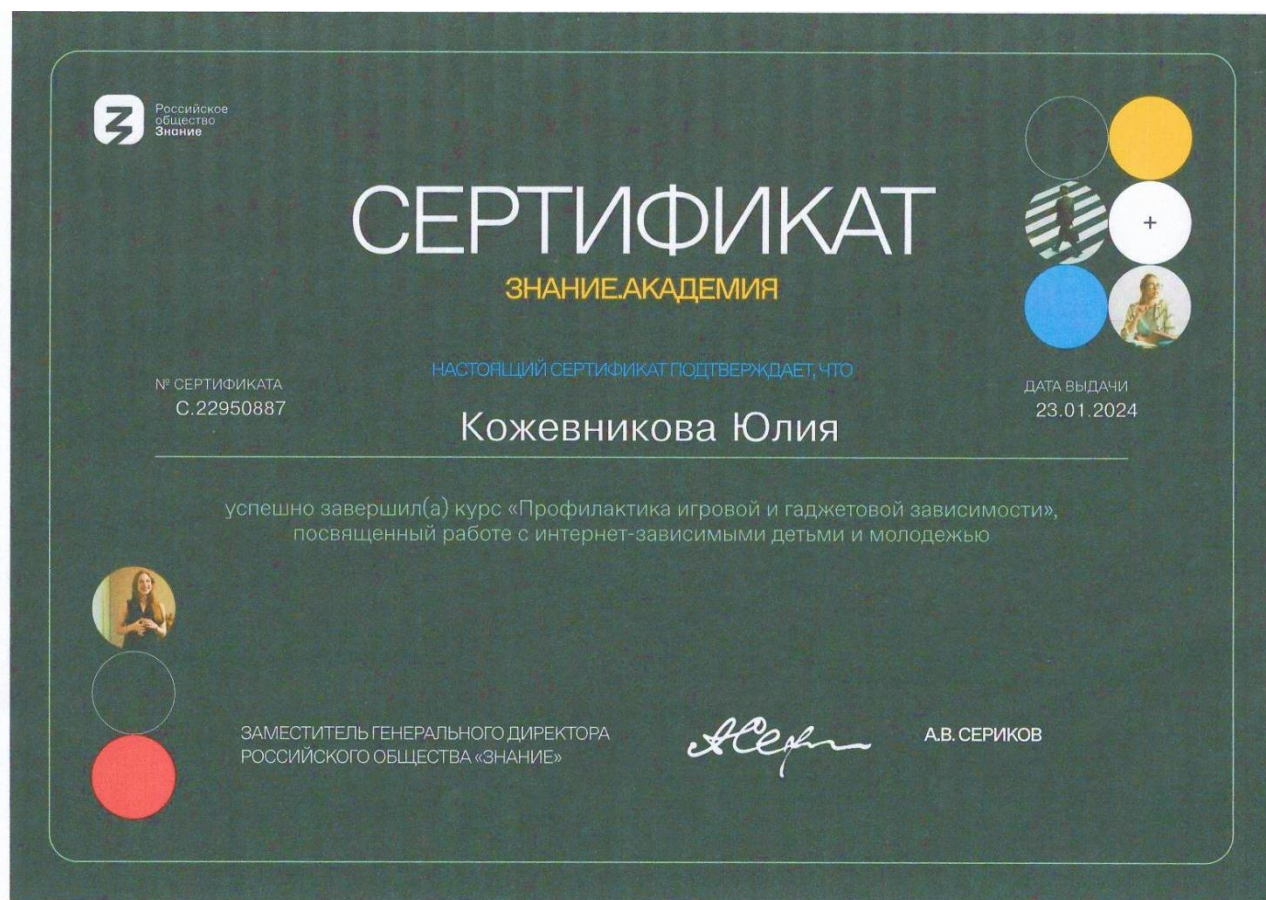 Российское
общество
Знание
СЕРТИФИКАТ
ЗНАНИЕ.АКАДЕМИЯ
НАСТОЯЩИЙ СЕРТИФИКАТ ПОДТВЕРЖДАЕТ, ЧТО
№ СЕРТИФИКАТА
С.22950887
ДАТА ВЫДАЧИ
23.01.2024
Кожевникова Юлия
успешно завершил(а) курс «Профилактика игровой и гаджетовой зависимости»,
посвященный работе с интернет-зависимыми детьми и молодежью
ЗАМЕСТИТЕЛЬ ГЕНЕРАЛЬНОГО ДИРЕКТОРА
РОССИЙСКОГО ОБЩЕСТВА «ЗНАНИЕ»
А.В. СЕРИКОВ